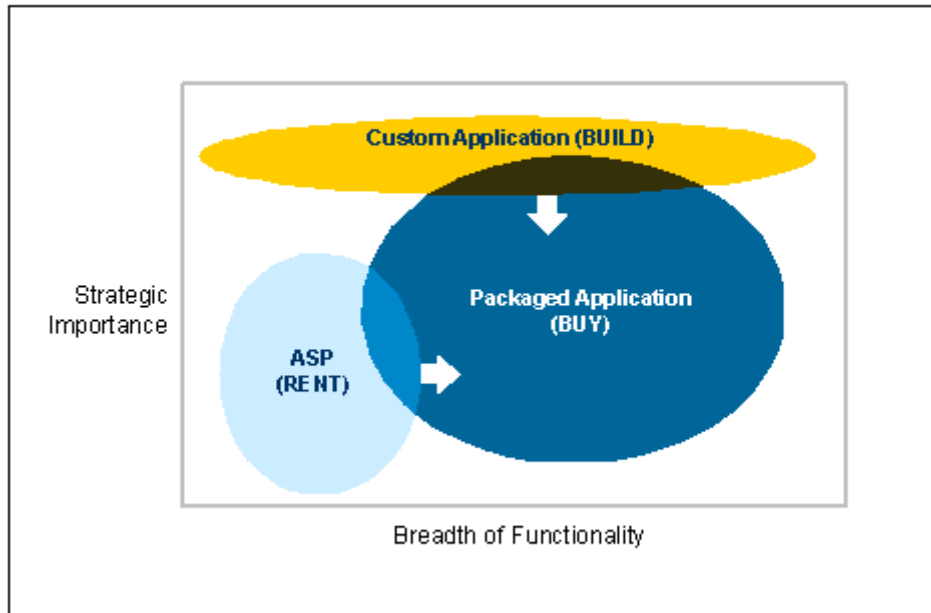 Custom Application (BUILD)
Strategic
Importance
Packaged Application
(BUY)
ASP
(RENT)
Breadth of Functionality